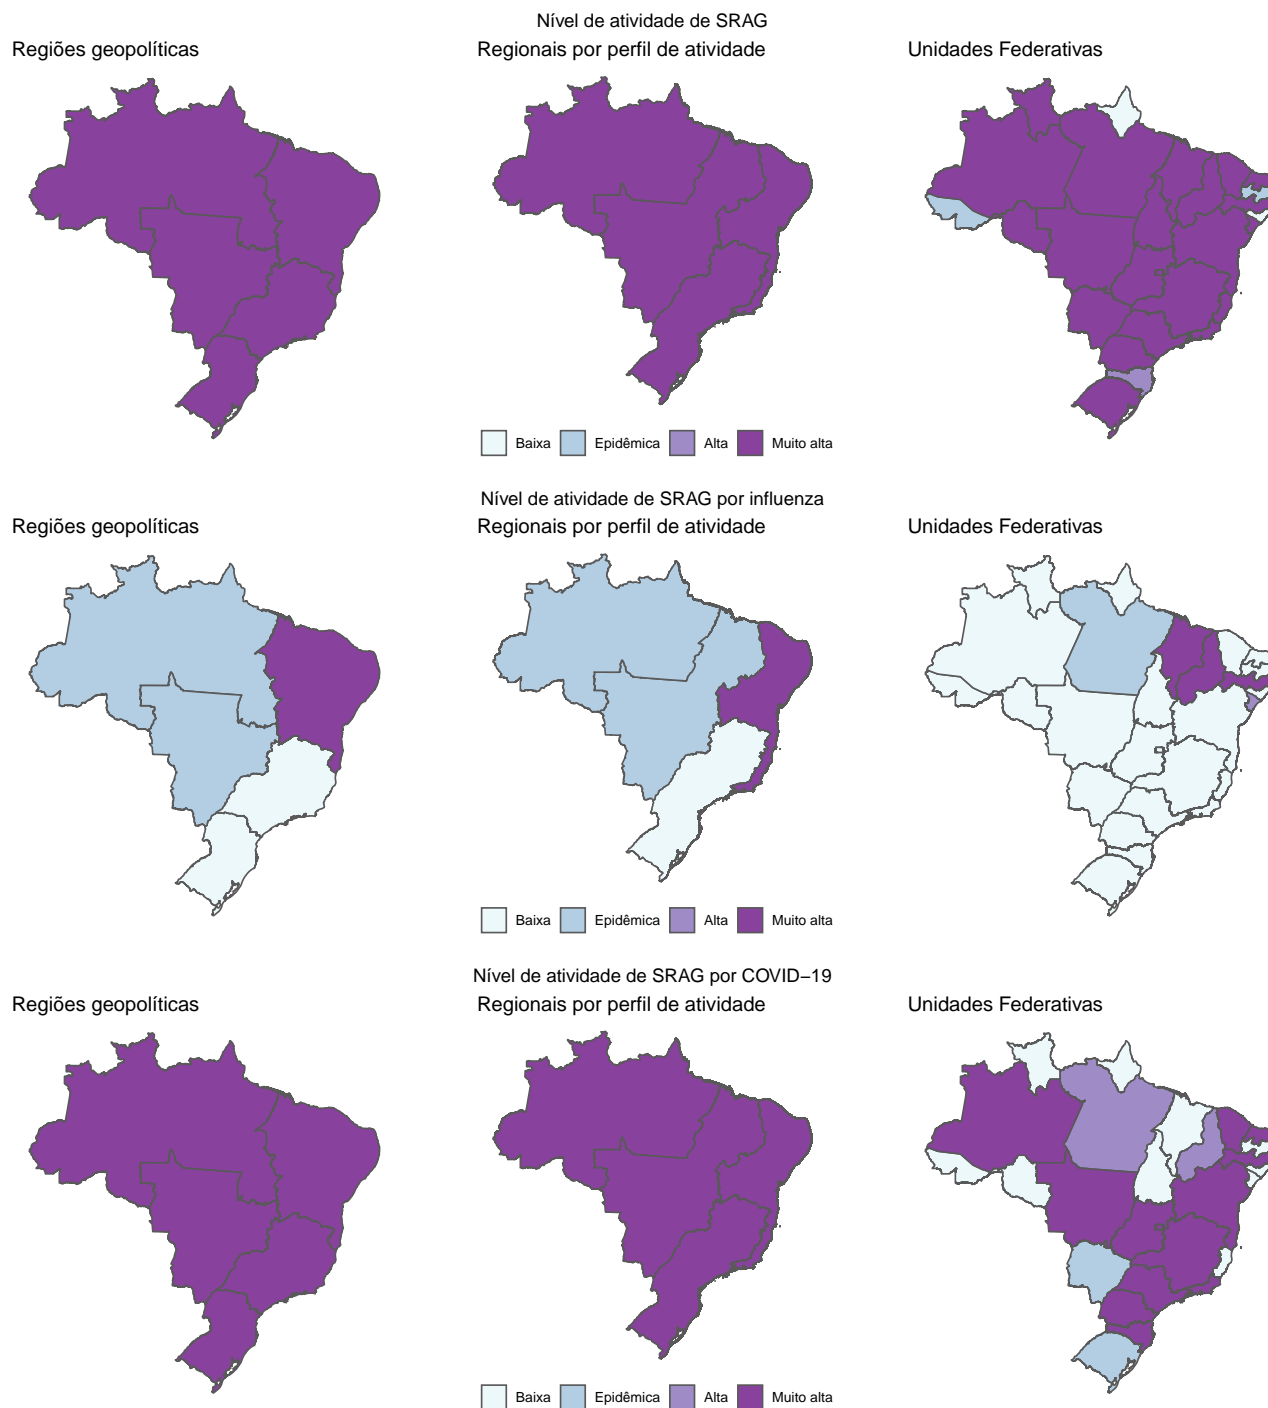 Nível de atividade de SRAG
Regiões geopolíticas
Regionais por perfil de atividade
Unidades Federativas
Baixa
Epidêmica
Alta
Muito alta
Nível de atividade de SRAG por influenza
Regiões geopolíticas
Regionais por perfil de atividade
Unidades Federativas
Baixa
Epidêmica
Alta
Muito alta
Nível de atividade de SRAG por COVID−19
Regiões geopolíticas
Regionais por perfil de atividade
Unidades Federativas
Baixa
Epidêmica
Alta
Muito alta